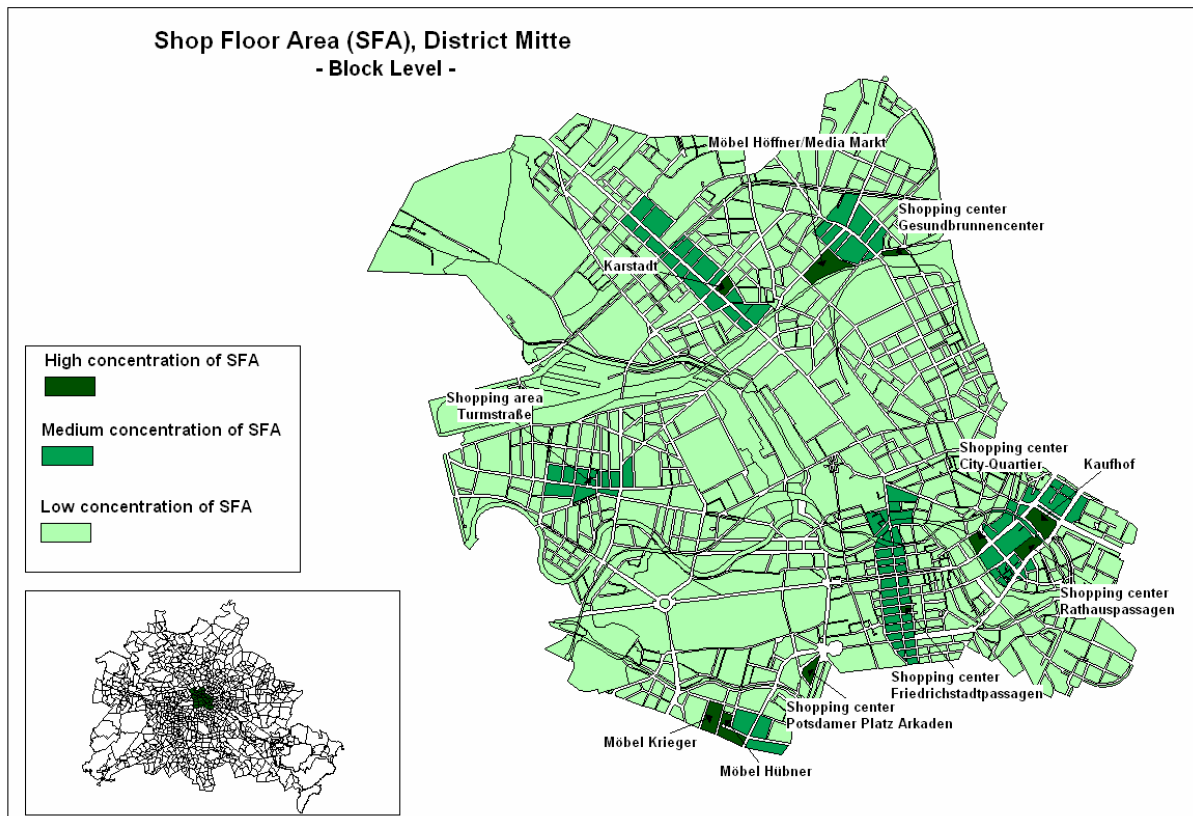 Shop Floor Area (SFA), District Mitte
- Block Level -
Möbel Höffner/Media Markt
Shopping center
Gesundbrunnencenter
Karstadt
High concentration of SFA
Medium concentration of SFA
Low concentration of SFA
Shopping area
Turmstraße
Shopping center
City-Quartier
Kaufhof
Shopping center
Rathauspassagen
Shopping center
Friedrichstadtpassagen
Shopping center
Potsdamer Platz Arkaden
Möbel Krieger
Möbel Hübner